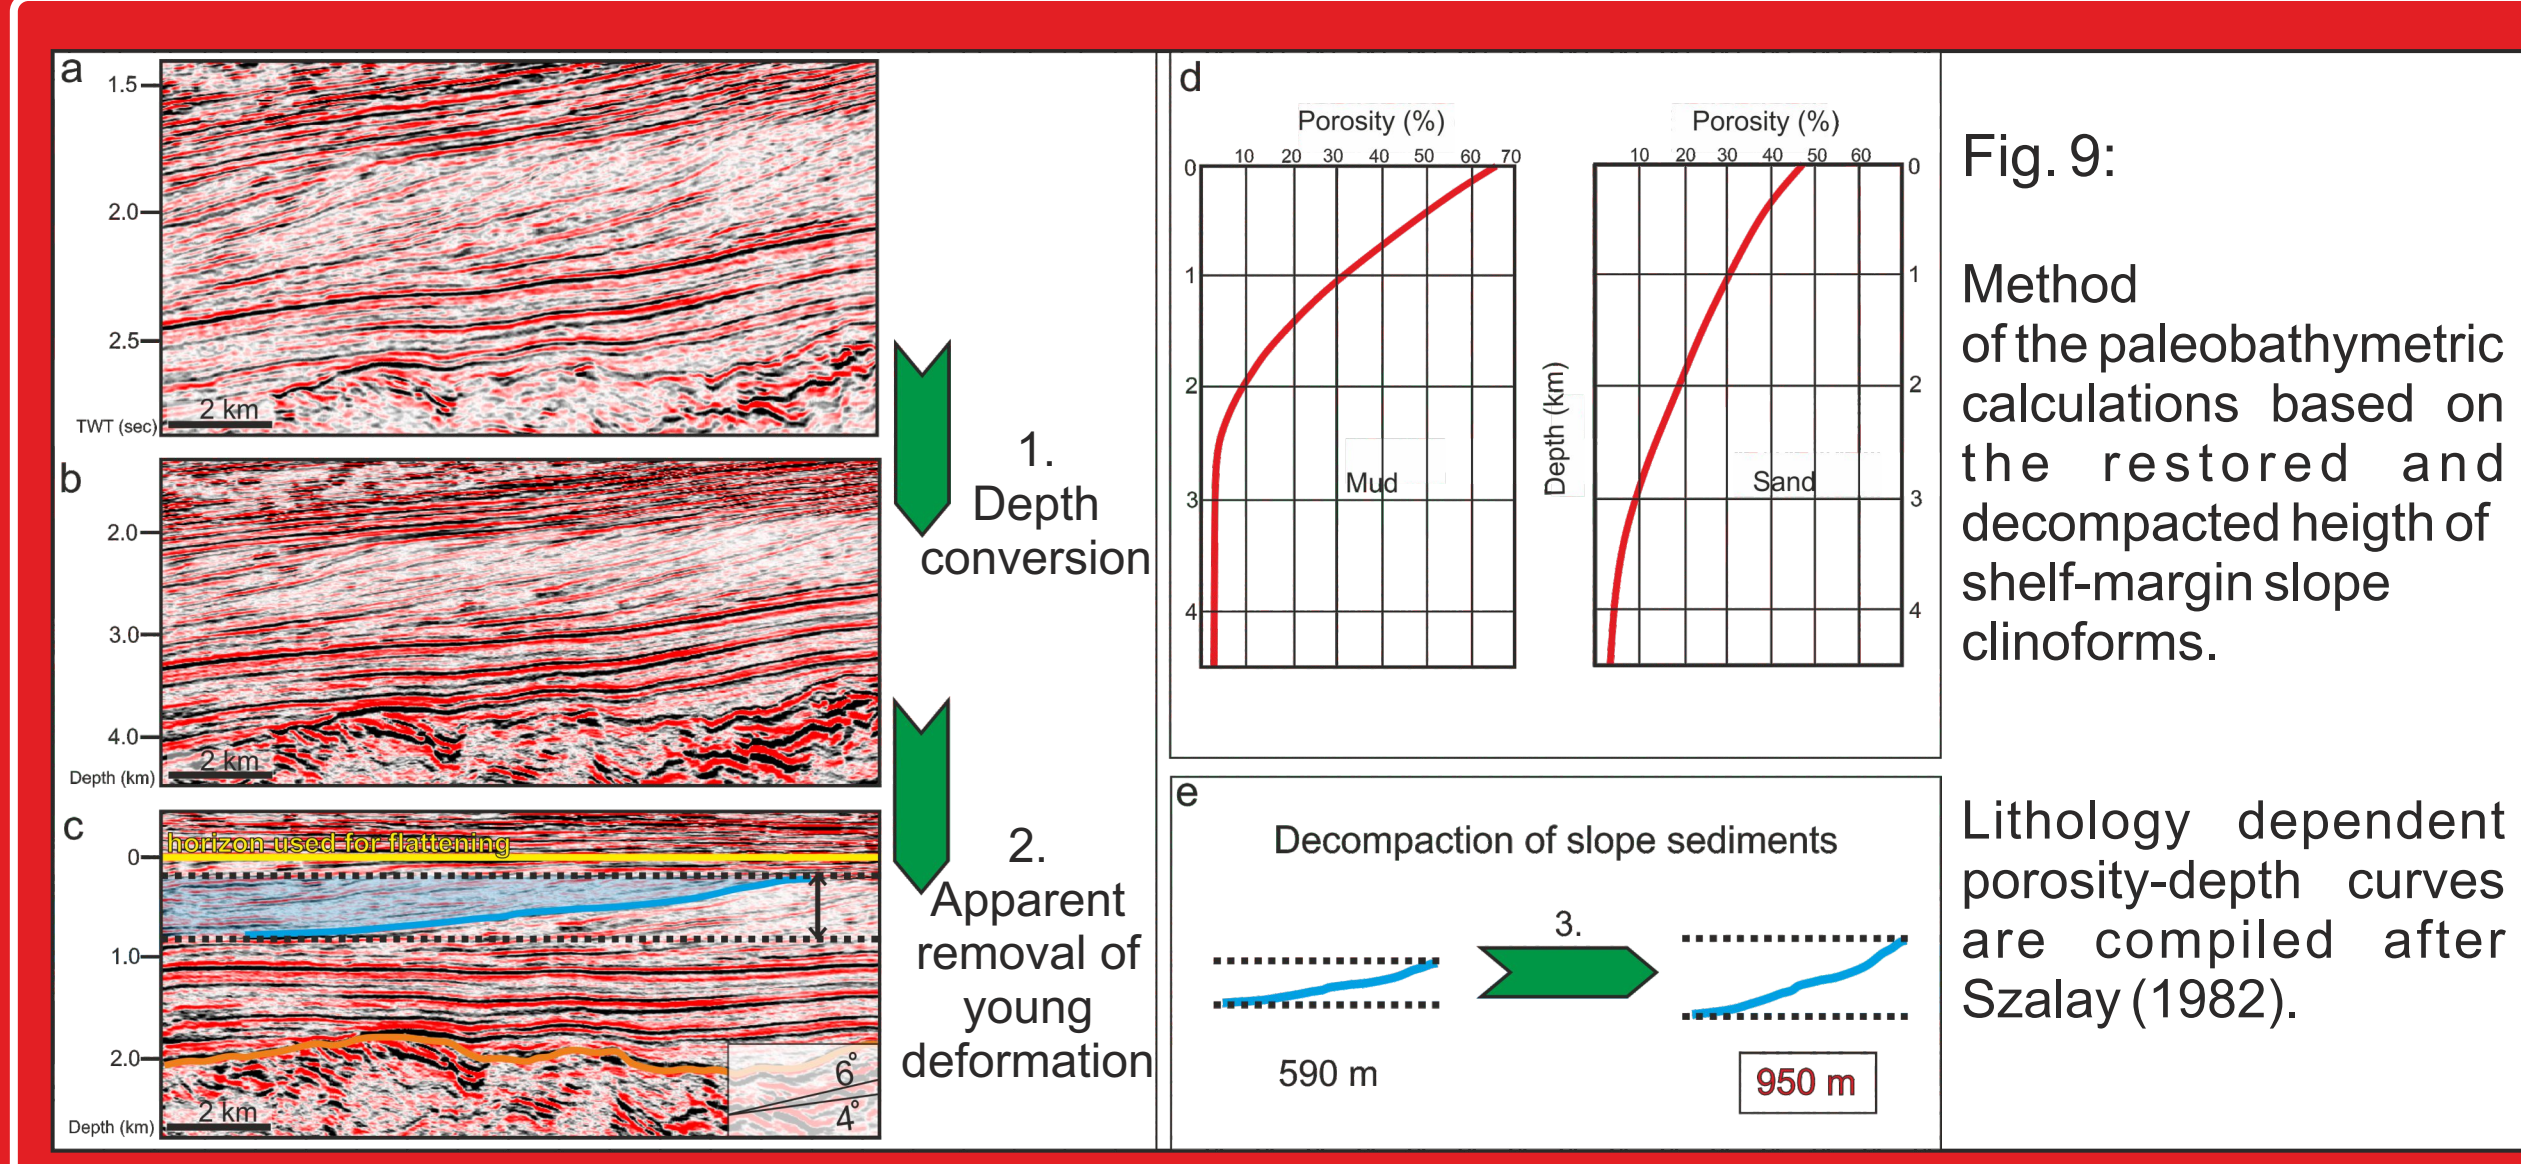 a
1.5
2.0
2.5
TWT (sec)
2 km
b
2.0
3.0
4.0
Depth (km)
2 km
c
horizon used for flattening
0
1.0
2.0
Depth (km)
2 km
6°
4°
1.
Depth
conversion
2.
Apparent
removal of
young
deformation
d
Porosity (%)
10 20 30 40 50 60 70
0
1
2
3
4
Mud
Porosity (%)
10 20 30 40 50 60
0
1
2
3
4
Depth (km)
Sand
e
Decompaction of slope sediments
3.
590 m
950 m
Fig. 9:
Method
of the paleobathymetric
calculations based on
the restored and
decompacted heigth of
shelf-margin slope
clinoforms.
Lithology dependent
porosity-depth curves
are compiled after
Szalay (1982).